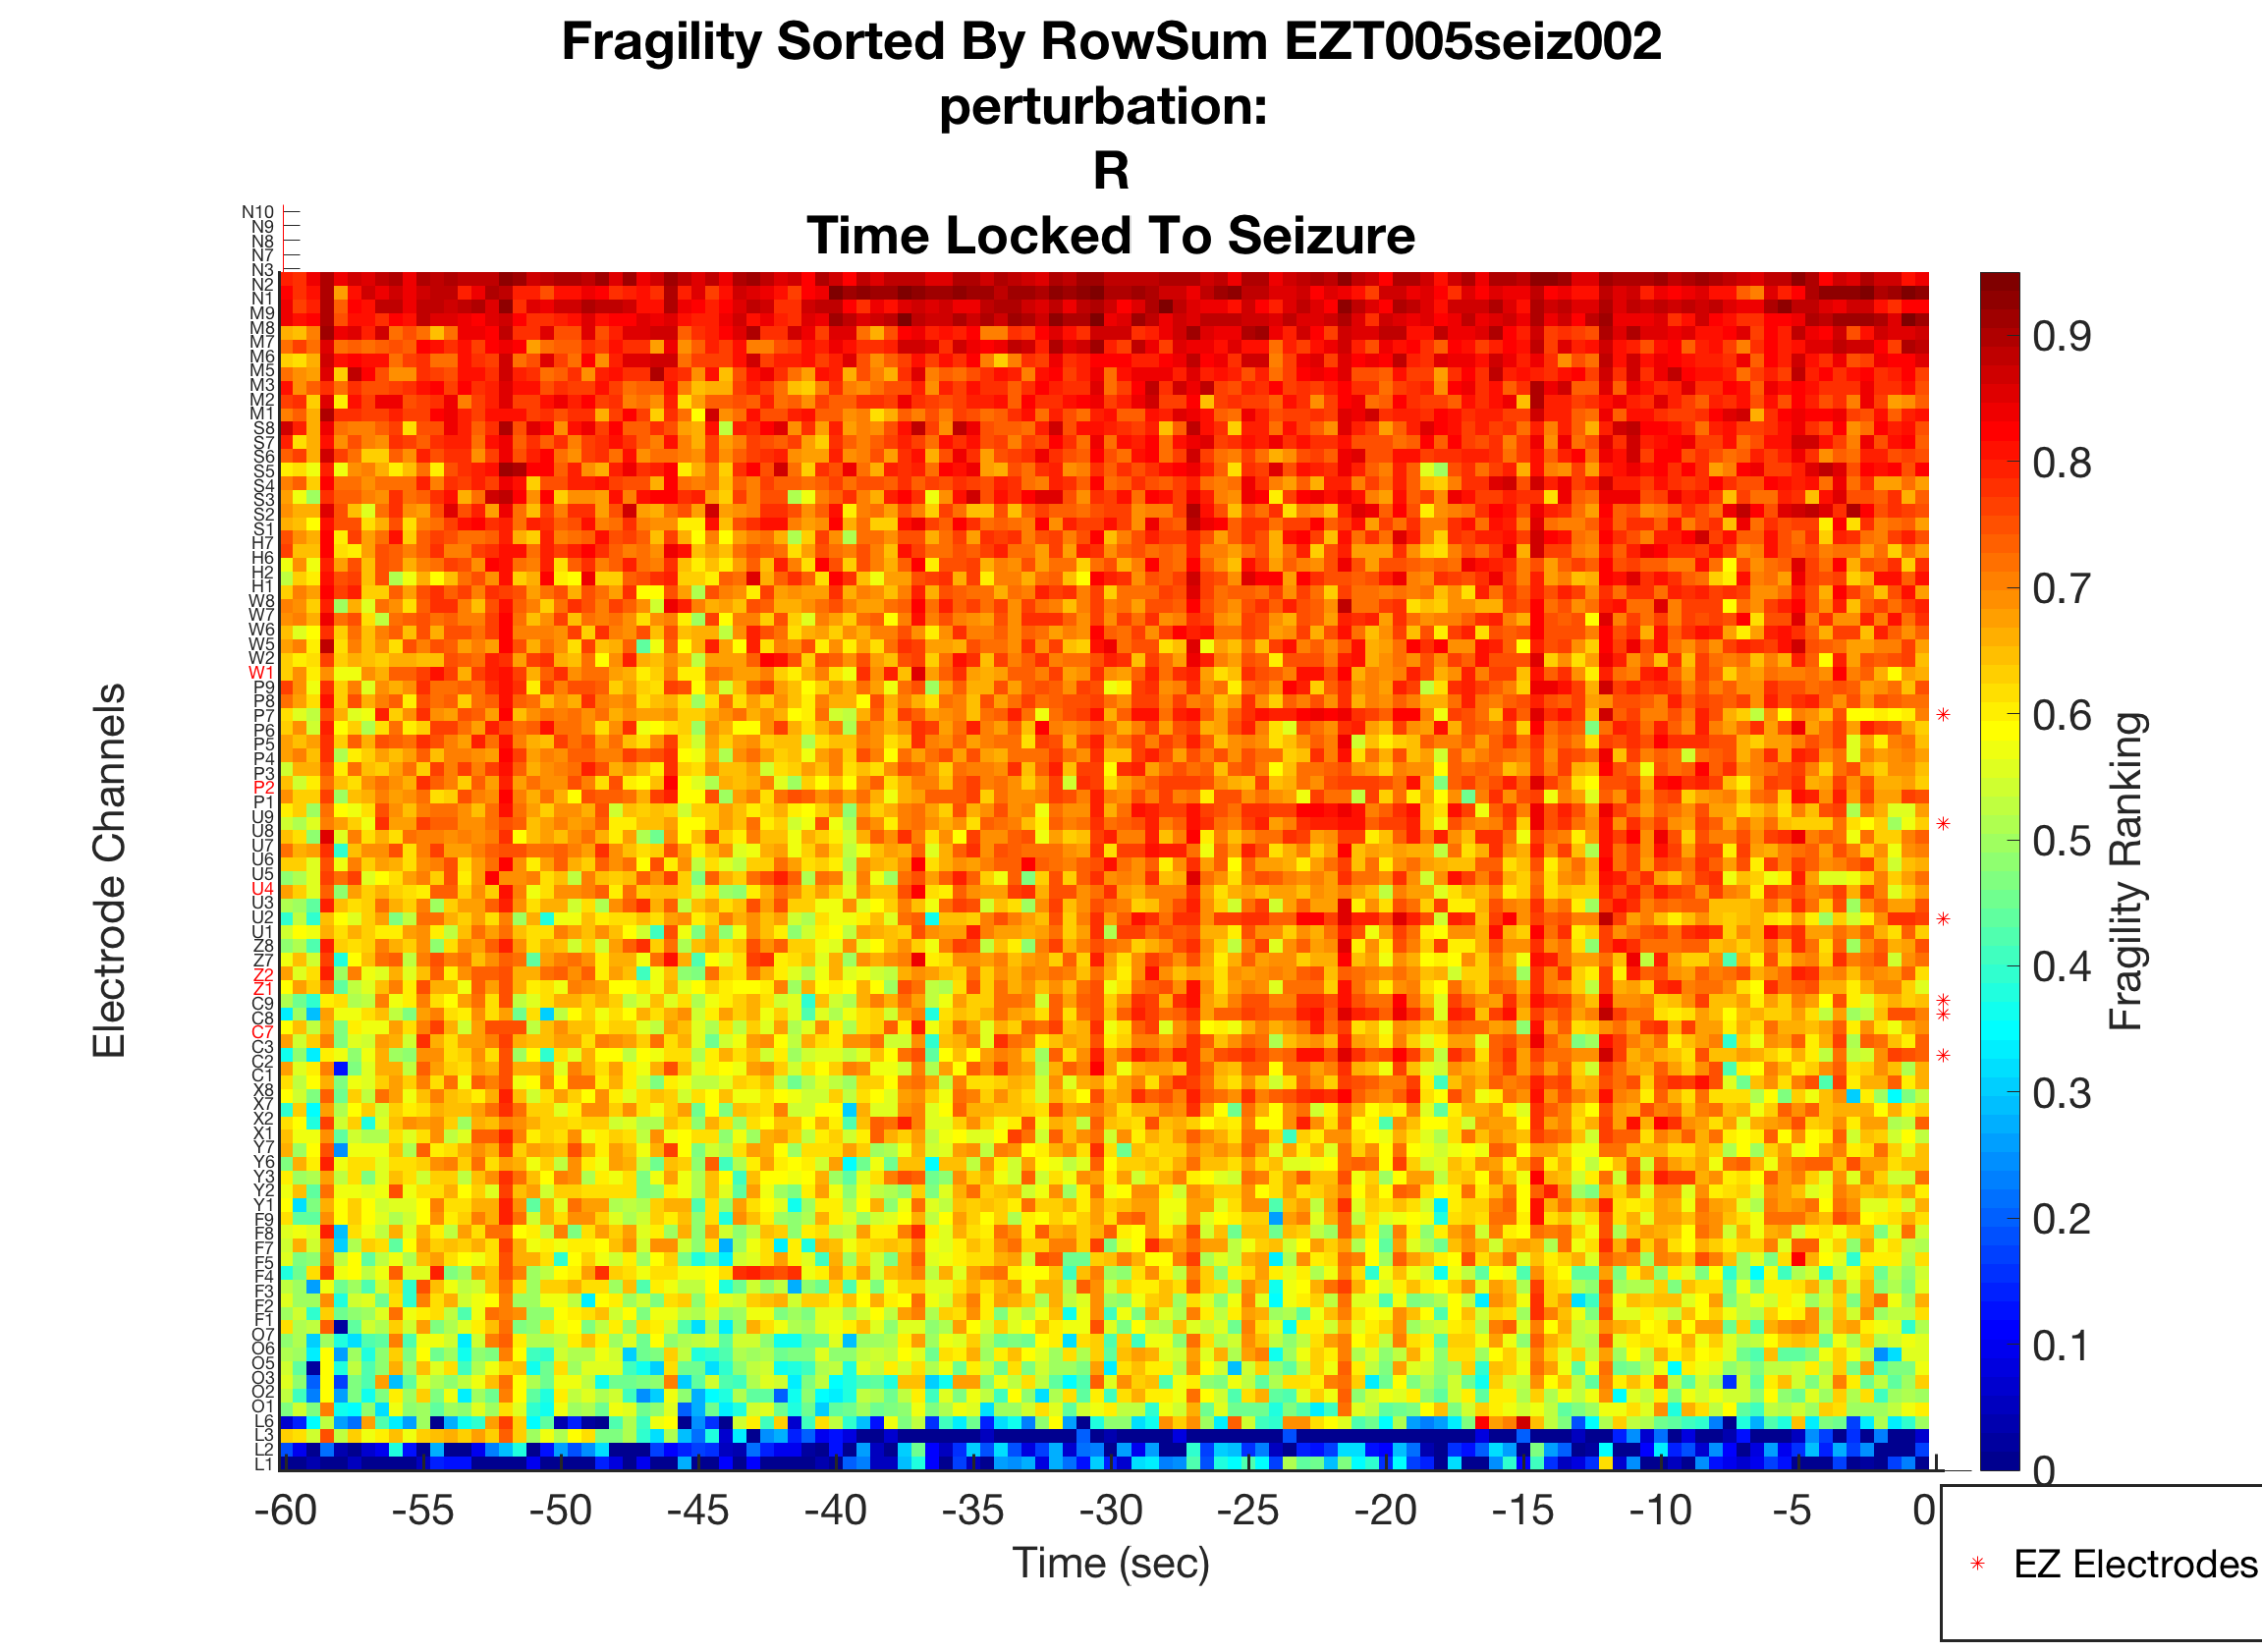 Fragility Sorted By RowSum EZT005seiz002
perturbation:
R
Time Locked To Seizure
N10
N9
N8
N7
N3
N2
N1
M9
M8
M7
M6
M5
M3
M2
M1
S8
S7
S6
S5
S4
S3
S2
S1
H7
H6
H2
H1
W8
W7
W6
W5
W2
W1
P9
P8
P7
P6
P5
P4
P3
P2
P1
U9
U8
U7
U6
U5
U4
U3
U2
U1
Z8
Z7
Z2
Z1
C9
C8
C7
C3
C2
C1
X8
X7
X2
X1
Y7
Y6
Y3
Y2
Y1
F9
F8
F7
F5
F4
F3
F2
F1
O7
O6
O5
O3
O2
O1
L6
L3
L2
L1
Electrode Channels
-60 -55 -50 -45 -40 -35 -30 -25 -20 -15 -10 -5 0
Time (sec)
0.9
0.8
0.7
0.6
0.5
0.4
0.3
0.2
0.1
0
Fragility Ranking
EZ Electrodes